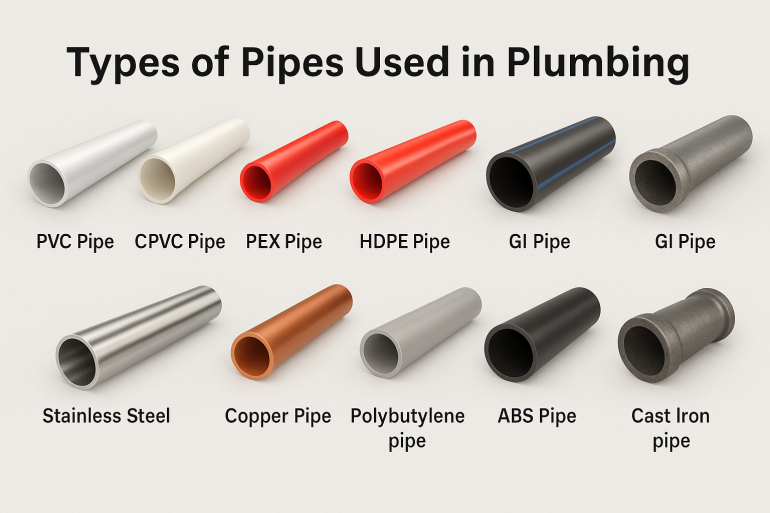 Types of Pipes Used in Plumbing
PVC Pipe
CPVC Pipe
PEX Pipe
HDPE Pipe
GI Pipe
GI Pipe
Stainless Steel
Copper Pipe
Polybutylene
pipe
ABS Pipe
Cast Iron
pipe